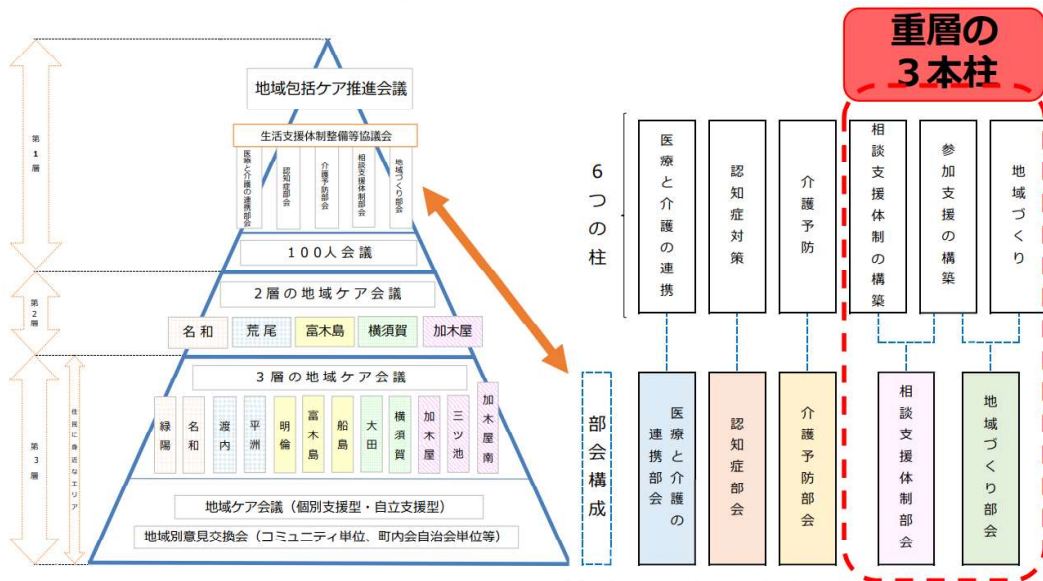 重層の
３本柱
第１層
地域包括ケア推進会議
生活支援体制整備等協議会
医療と介護の連携部会
認知症部会
介護予防部会
相談支援体制部会
地域づくり部会
１００人会議
第２層
２層の地域ケア会議
名和
荒尾
富木島
横須賀
加木屋
第３層
住民に身近なエリア
３層の地域ケア会議
緑陽
名和
渡内
平洲
明倫
富木島
船島
大田
横須賀
加木屋
三ツ池
加木屋南
地域ケア会議（個別支援型・自立支援型）
地域別意見交換会（コミュニティ単位、町内会自治会単位等）
６つの柱
医療と介護の連携
認知症対策
介護予防
相談支援体制の構築
参加支援の構築
地域づくり
部会構成
医療と介護の
連携部会
認知症部会
介護予防部会
相談支援体制部会
地域づくり部会